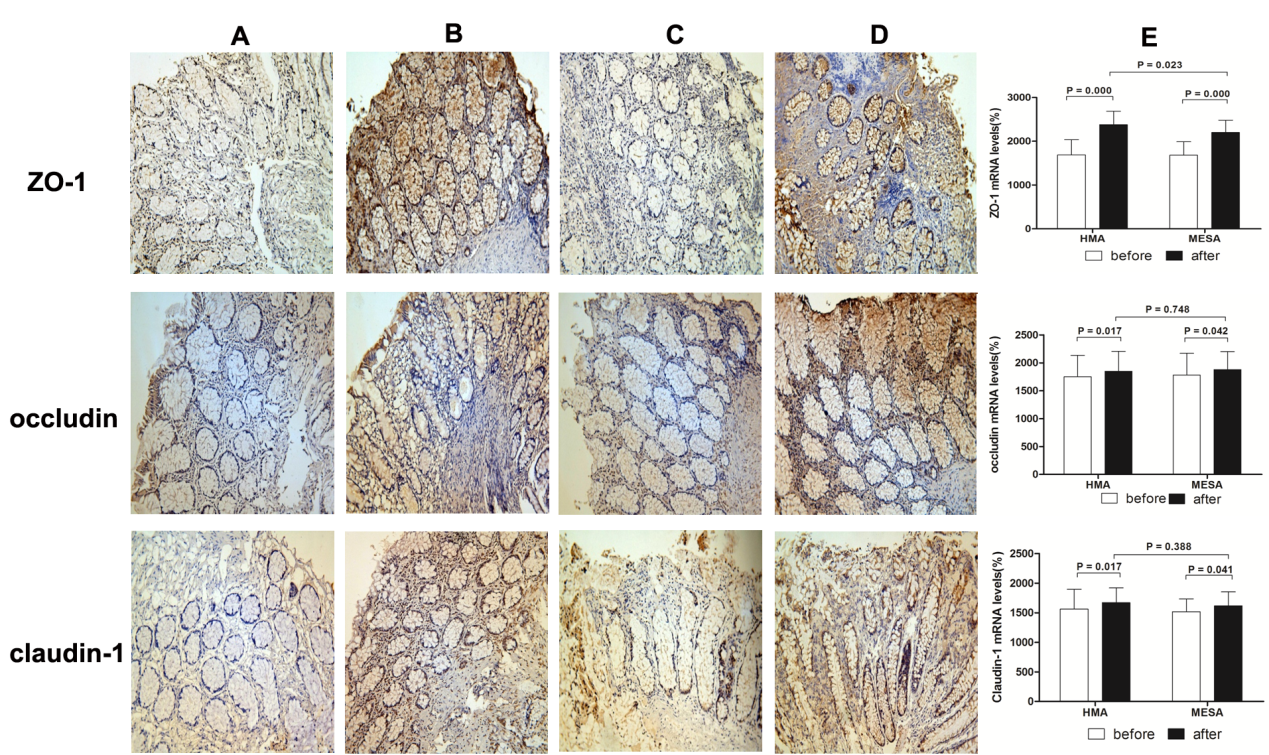 A B C D E
ZO-1
P = 0.023
P = 0.000 P = 0.000
ZO-1 mRNA levels(%)
3000
2000
1000
0
HMA MESA
before after
occludin
P = 0.748
P = 0.017 P = 0.042
occludin mRNA levels(%)
2500
2000
1500
1000
500
0
HMA MESA
before after
claudin-1
P = 0.388
P = 0.017 P = 0.041
Claudin-1 mRNA levels(%)
2500
2000
1500
1000
500
0
HMA MESA
before after